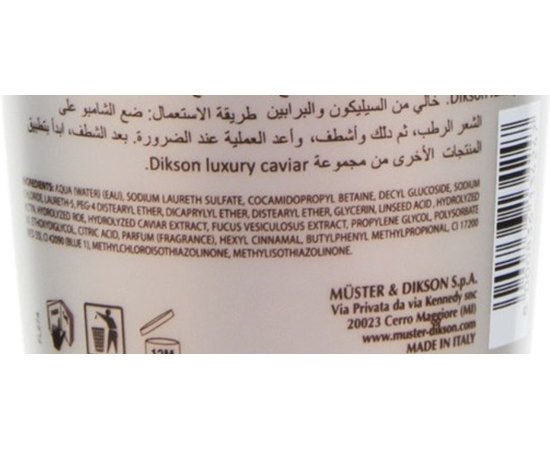 Dikson خالي من السيليكون والبرابين. طريقة الاستعمال: ضع الشامبو على
الشعر الرطب، ثم دلك وأشطف، وأعد العملية عند الضرورة. بعد الشطف، ابدأ بتطبيق
المنتجات الأخرى من مجموعة Dikson luxury caviar.
INGREDIENTS: AQUA (WATER) (EAU), SODIUM LAURETH SULFATE, COCAMIDOPROPYL BETAINE, DECYL GLUCOSIDE, SODIUM
LAURETH-5, PEG-4 DISTEARYL ETHER, DICAPRYLYL ETHER, DISTEARYL ETHER, GLYCERIN, LINSEED ACID, HYDROLYZED
HYDROLYZED ROE, HYDROLYZED CAVIAR EXTRACT, FUCUS VESICULOSUS EXTRACT, PROPYLENE GLYCOL, POLYSORBATE
CITRIC ACID, PARFUM (FRAGRANCE), HEXYL CINNAMAL, BUTYLPHENYL METHYLPROPIONAL, CI 17200
CI 42090 (BLUE 1), METHYLCHLOROISOTHIAZOLINONE, METHYLISOTHIAZOLINONE.
MÜSTER & DIKSON S.p.A.
Via Privata da via Kennedy snc
20023 Cerro Maggiore (MI)
www.muster-dikson.com
MADE IN ITALY
12M